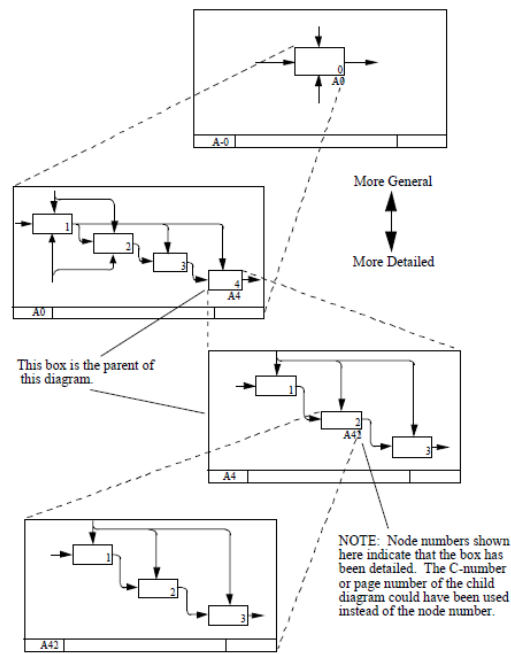 0
A0
A-0
More General
More Detailed
1
2
3
4
A4
A0
This box is the parent of
this diagram.
1
2
A42
3
A4
NOTE: Node numbers shown
here indicate that the box has
been detailed. The C-number
or page number of the child
diagram could have been used
instead of the node number.
1
2
3
A42